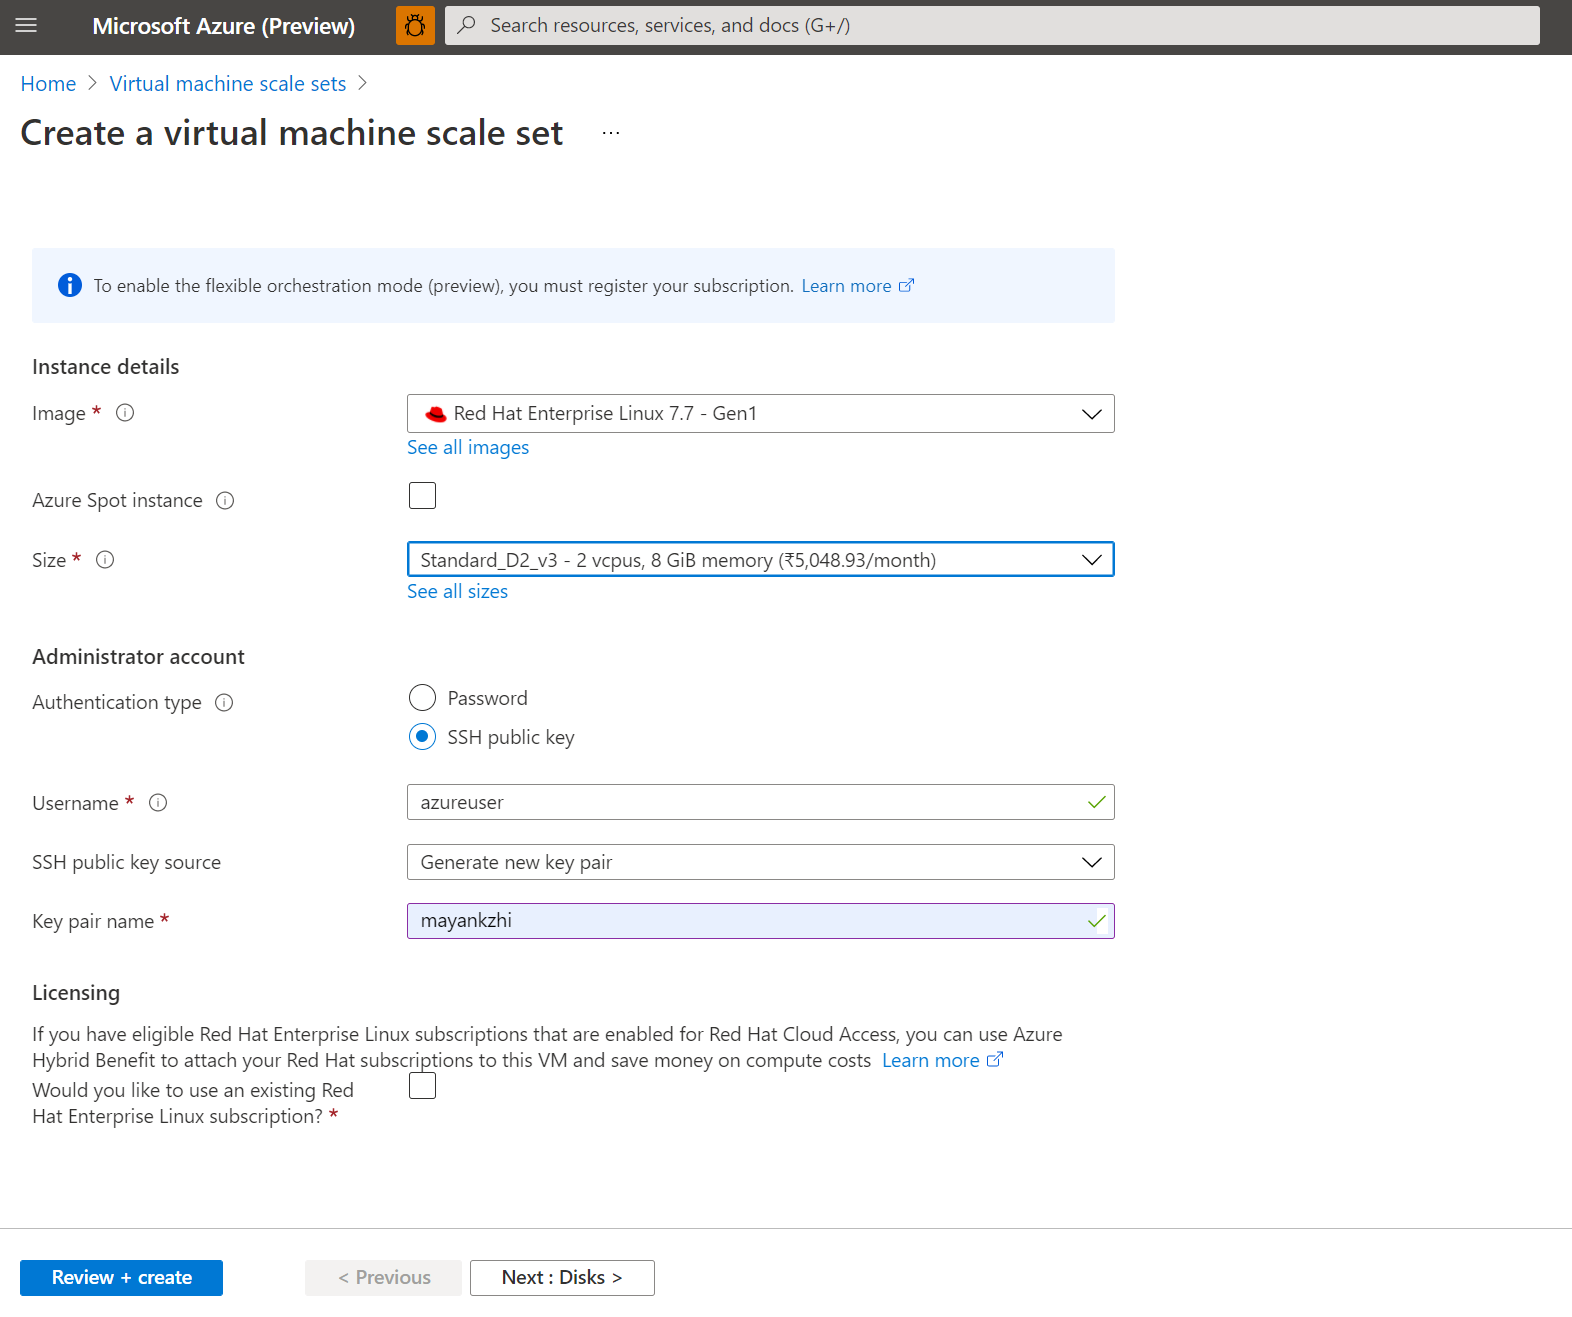 Microsoft Azure (Preview)
Search resources, services, and docs (G+/)
Home > Virtual machine scale sets >
Create a virtual machine scale set ...
To enable the flexible orchestration mode (preview), you must register your subscription. Learn more
Instance details
Image *
Red Hat Enterprise Linux 7.7 - Gen1
See all images
Azure Spot instance
Size *
Standard_D2_v3 - 2 vcpus, 8 GiB memory (₹5,048.93/month)
See all sizes
Administrator account
Authentication type
Password
SSH public key
Username *
azureuser
SSH public key source
Generate new key pair
Key pair name *
mayankzhi
Licensing
If you have eligible Red Hat Enterprise Linux subscriptions that are enabled for Red Hat Cloud Access, you can use Azure
Hybrid Benefit to attach your Red Hat subscriptions to this VM and save money on compute costs Learn more
Would you like to use an existing Red
Hat Enterprise Linux subscription? *
Review + create
< Previous
Next : Disks >